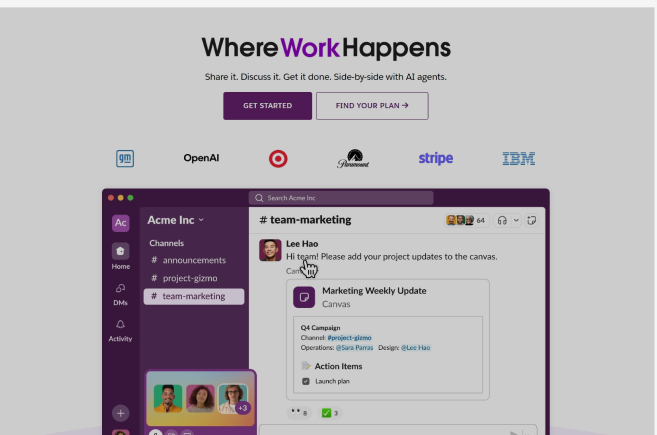 Where Work Happens
Share it. Discuss it. Get it done. Side-by-side with AI agents.
GET STARTED
FIND YOUR PLAN →
gm
OpenAI
Paramount
stripe
IBM
Search Acme Inc
Ac
Acme Inc
# team-marketing
64
Channels
# announcements
# project-gizmo
# team-marketing
Home
DMs
Activity
Lee Hao
Hi team! Please add your project updates to the canvas.
Marketing Weekly Update
Canvas
Q4 Campaign
Channel: #project-gizmo
Operations: @Sara Parras Design: @Lee Hao
Action Items
Launch plan
+3
8
3